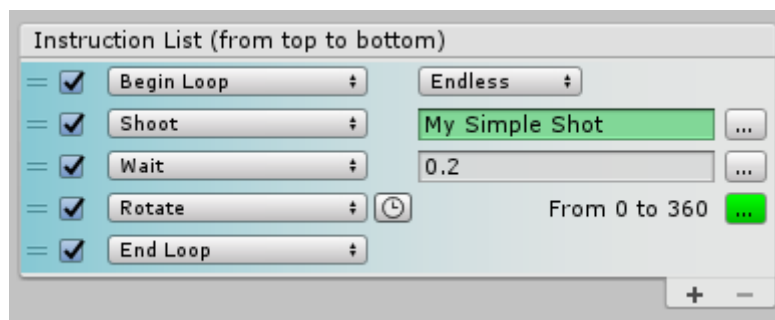 Instruction List (from top to bottom)
Begin Loop Endless
Shoot My Simple Shot ...
Wait 0.2 ...
Rotate From 0 to 360 ...
End Loop
+ −